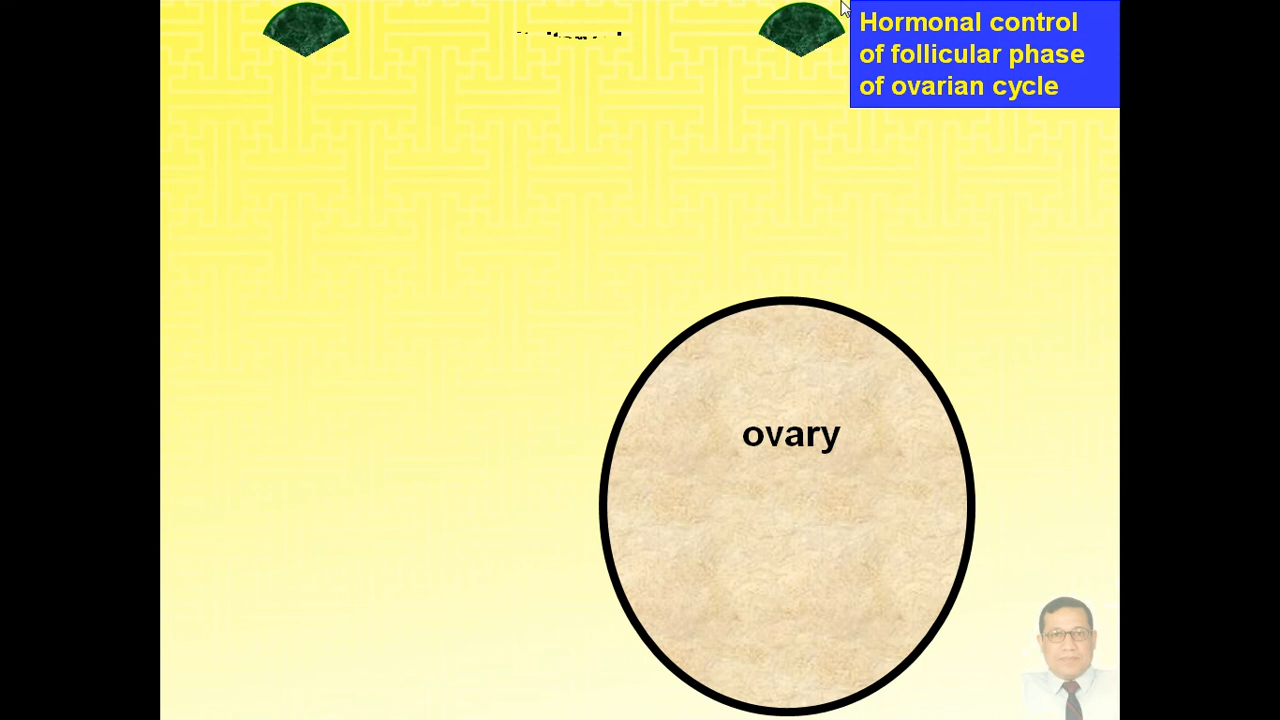 Hormonal control
of follicular phase
of ovarian cycle
ovary